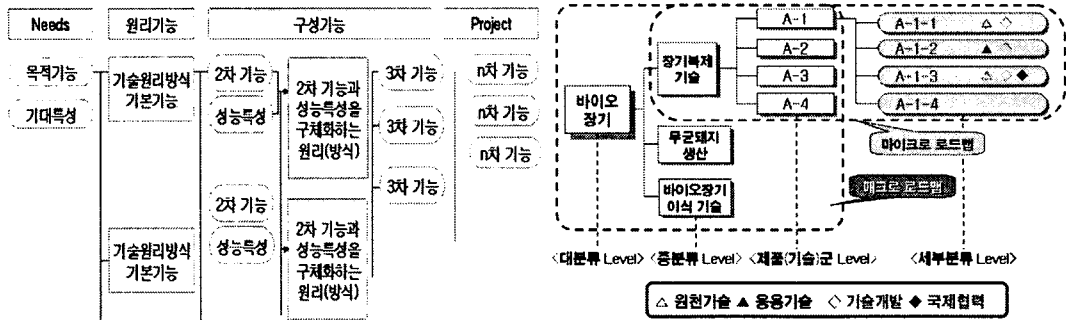 Needs
원리기능
구성기능
Project
목적기능
기대특성
기술원리방식
기본기능
2차 기능
성능특성
2차 기능과
성능특성을
구체화하는
원리(방식)
3차 기능
3차 기능
3차 기능
n차 기능
n차 기능
n차 기능
기술원리방식
기본기능
2차 기능
성능특성
2차 기능과
성능특성을
구체화하는
원리(방식)
바이오
장기
장기복제
기술
무균돼지
생산
바이오장기
이식 기술
A-1
A-2
A-3
A-4
A-1-1 △ ◇
A-1-2 ▲ ◇
A-1-3 △ ◇ ◆
A-1-4
마이크로 로드맵
매크로 로드맵
<대분류 Level> <중분류 Level> <제품(기술)군 Level> <세부분류 Level>
△ 원천기술 ▲ 응용기술 ◇ 기술개발 ◆ 국제협력